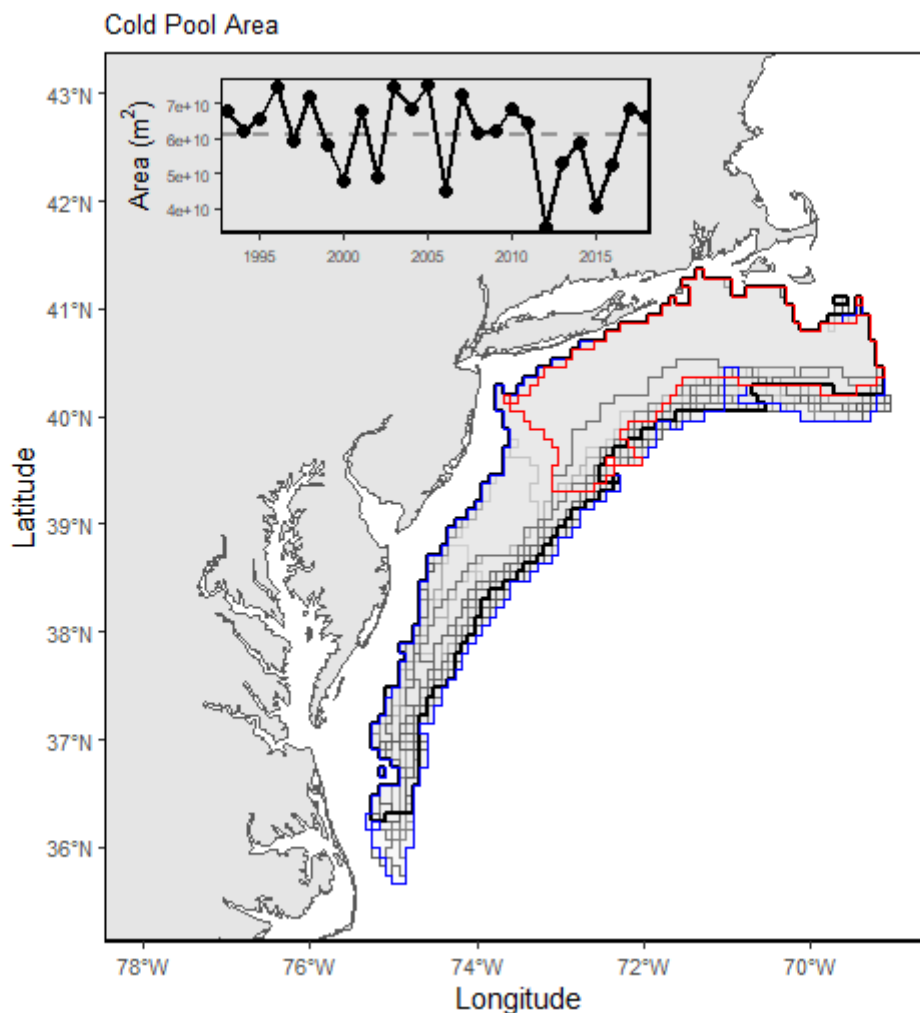 Cold Pool Area
43°N
42°N
41°N
40°N
39°N
38°N
37°N
36°N
Latitude
Area (m²)
7e+10
6e+10
5e+10
4e+10
1995 2000 2005 2010 2015
78°W 76°W 74°W 72°W 70°W
Longitude